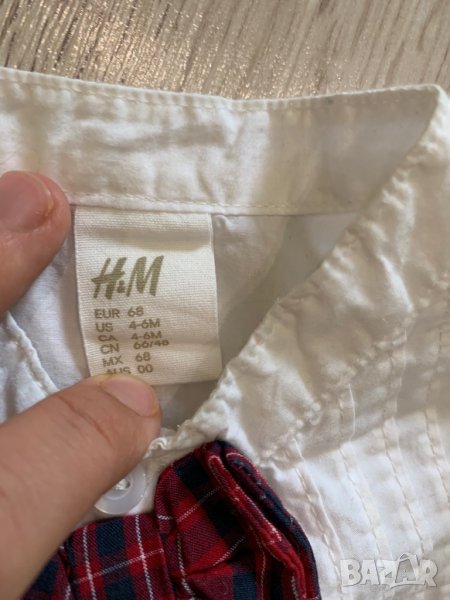 H&M
EUR 68
US 4-6M
CA 4-6M
CN 66/48
MX 68
AUS 00
BAZAR